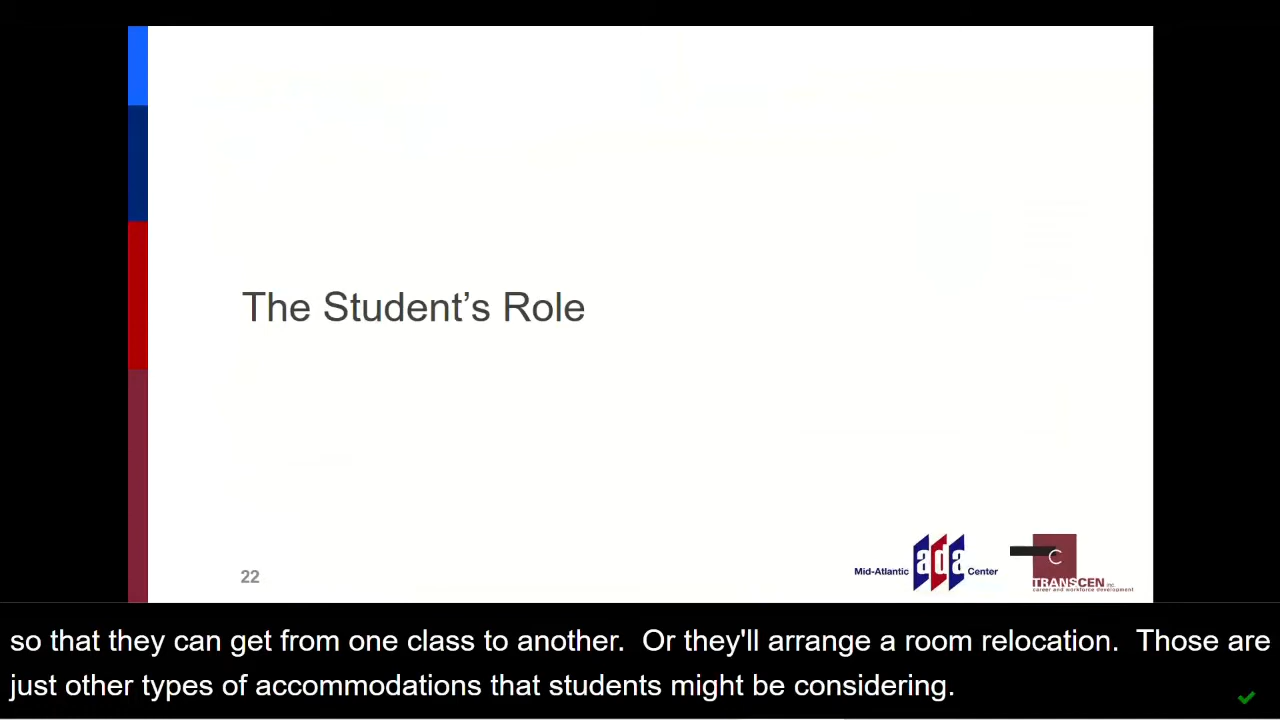 The Student’s Role
22
Mid-Atlantic ada Center
C
TRANSCEN inc.
career and workforce development
so that they can get from one class to another.  Or they'll arrange a room relocation.  Those are
just other types of accommodations that students might be considering.